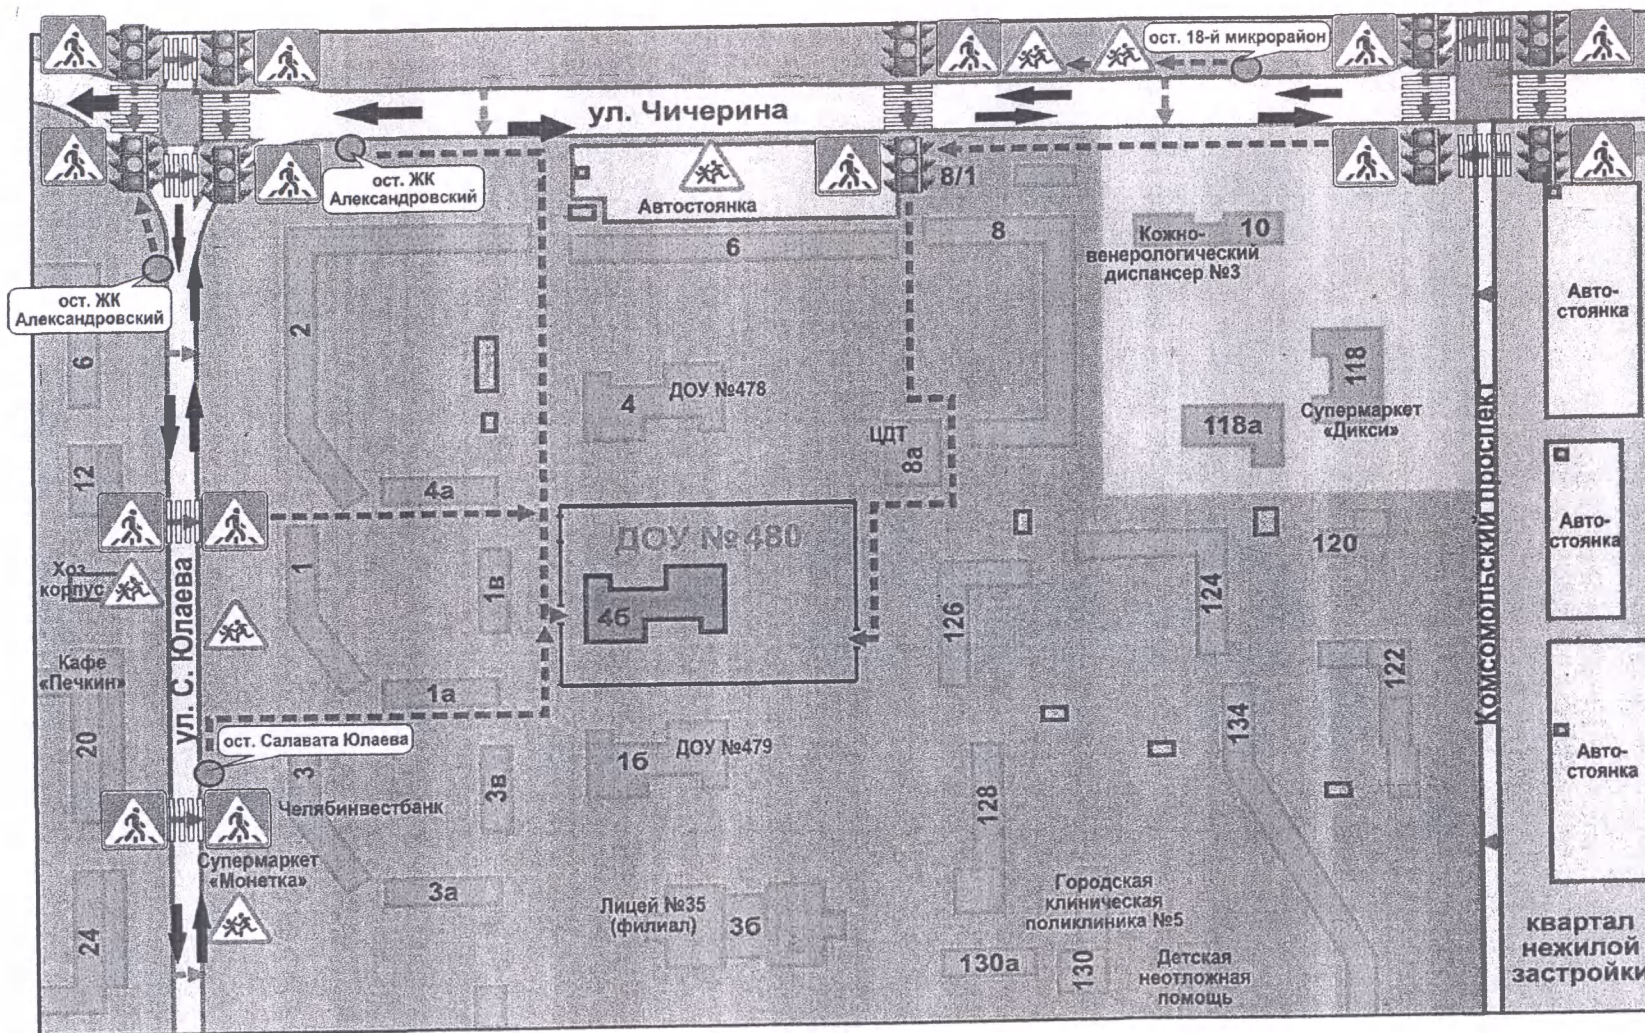 ост. 18-й микрорайон
ул. Чичерина
ост. ЖК
Александровский
Автостоянка
8/1
6
8
Кожно-
венерологический
диспансер №3
10
Авто-
стоянка
ост. ЖК
Александровский
2
6
4
ДОУ №478
118
Супермаркет
«Дикси»
118а
ЦДТ
8а
12
4а
Комсомольский проспект
Авто-
стоянка
ДОУ №480
4б
120
Хоз.
корпус
1
1в
126
124
ул. С. Юлаева
Кафе
«Печкин»
1а
122
134
20
ост. Салавата Юлаева
3
1б
ДОУ №479
3в
128
Авто-
стоянка
Челябинвестбанк
Супермаркет
«Монетка»
3а
24
Лицей №35
(филиал)
3б
Городская
клиническая
поликлиника №5
130а
130
Детская
неотложная
помощь
квартал
нежилой
застройки